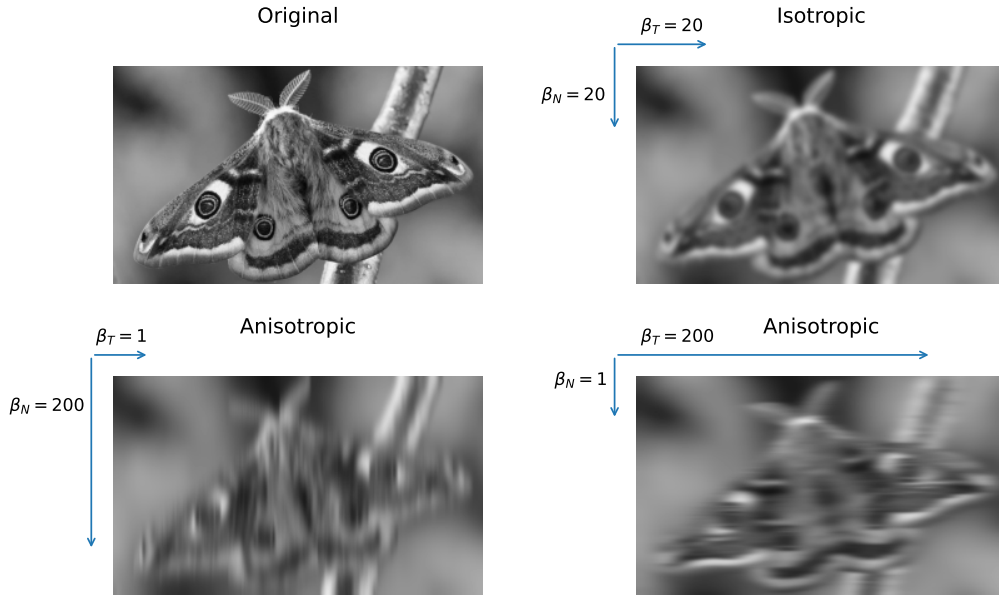 Original
Isotropic
β_T = 20
β_N = 20
Anisotropic
β_T = 1
β_N = 200
Anisotropic
β_T = 200
β_N = 1